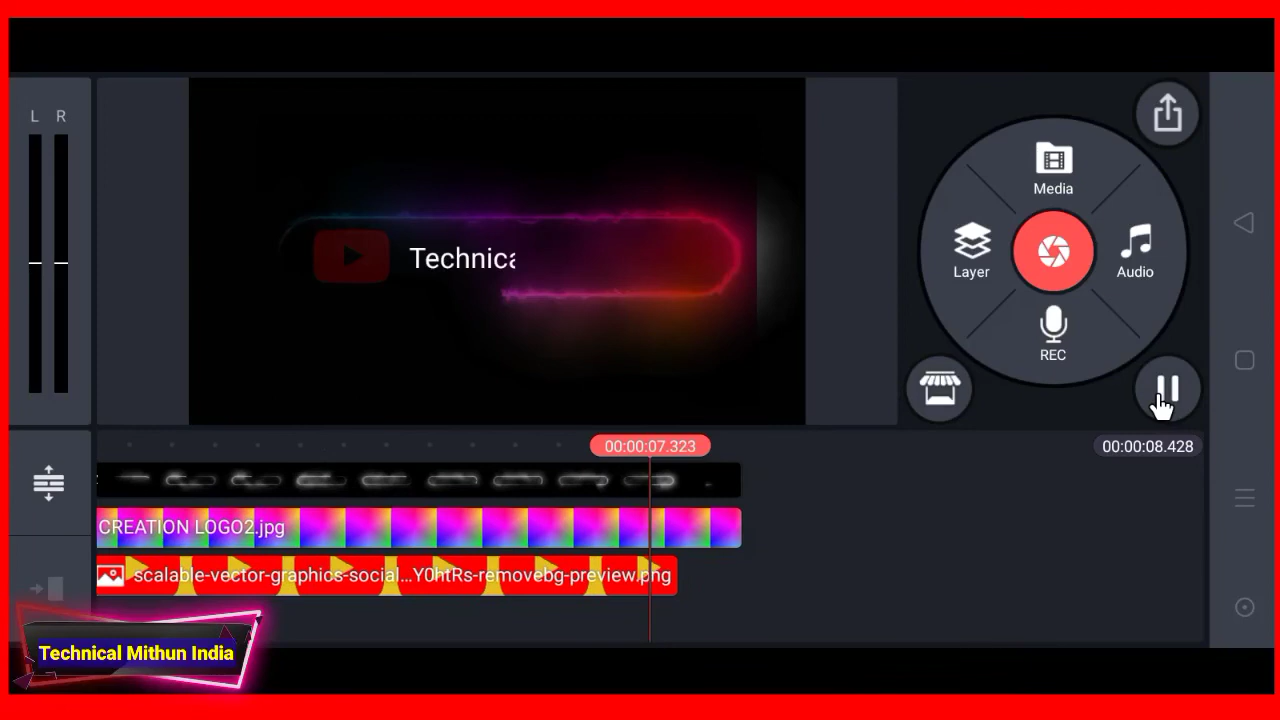 L R
Media
Technica
Layer
Audio
REC
00:00:07.323
00:00:08.428
CREATION LOGO2.jpg
scalable-vector-graphics-social...Y0htRs-removebg-preview.png
Technical Mithun India